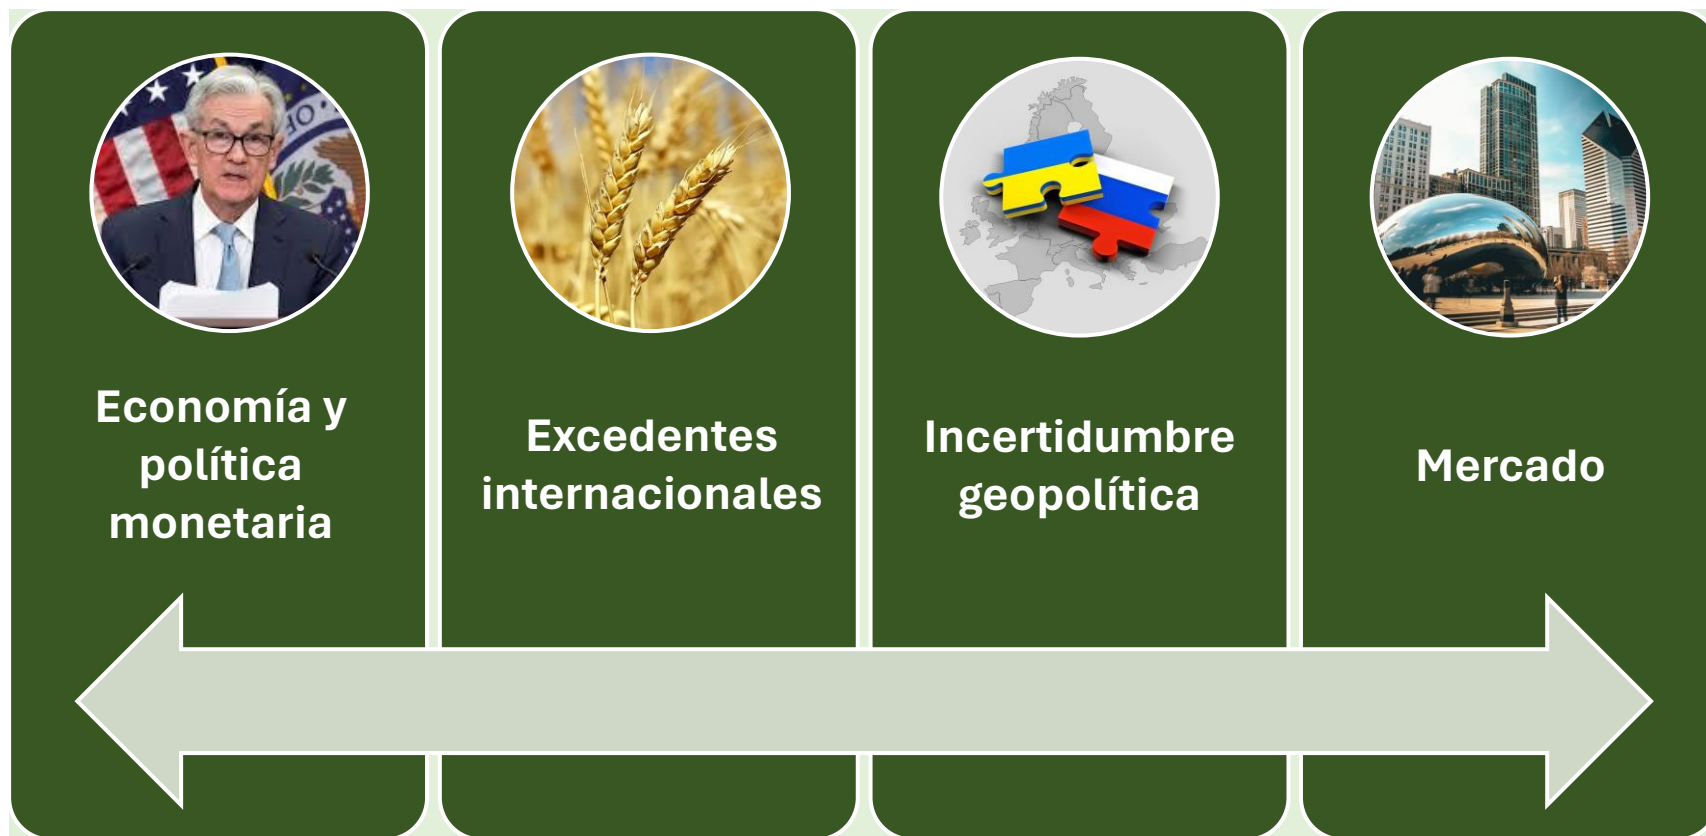 Economía y
política
monetaria
Excedentes
internacionales
Incertidumbre
geopolítica
Mercado